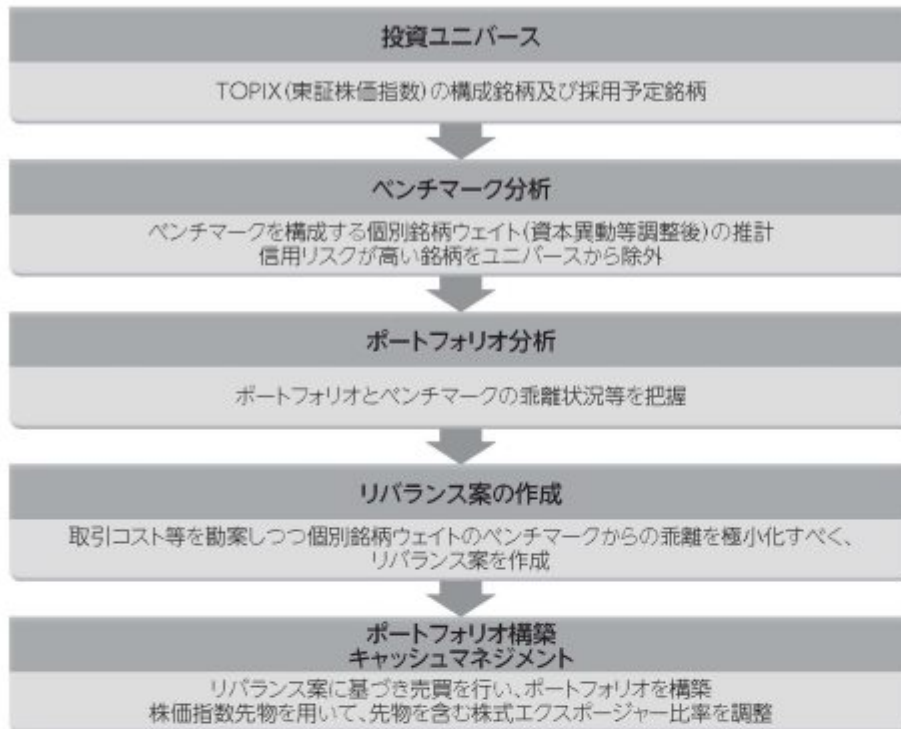 投資ユニバース
TOPIX(東証株価指数)の構成銘柄及び採用予定銘柄
ベンチマーク分析
ベンチマークを構成する個別銘柄ウェイト(資本異動等調整後)の推計
信用リスクが高い銘柄をユニバースから除外
ポートフォリオ分析
ポートフォリオとベンチマークの乖離状況等を把握
リバランス案の作成
取引コスト等を勘案しつつ個別銘柄ウェイトのベンチマークからの乖離を極小化すべく、
リバランス案を作成
ポートフォリオ構築
キャッシュマネジメント
リバランス案に基づき売買を行い、ポートフォリオを構築
株価指数先物を用いて、先物を含む株式エクスポージャー比率を調整